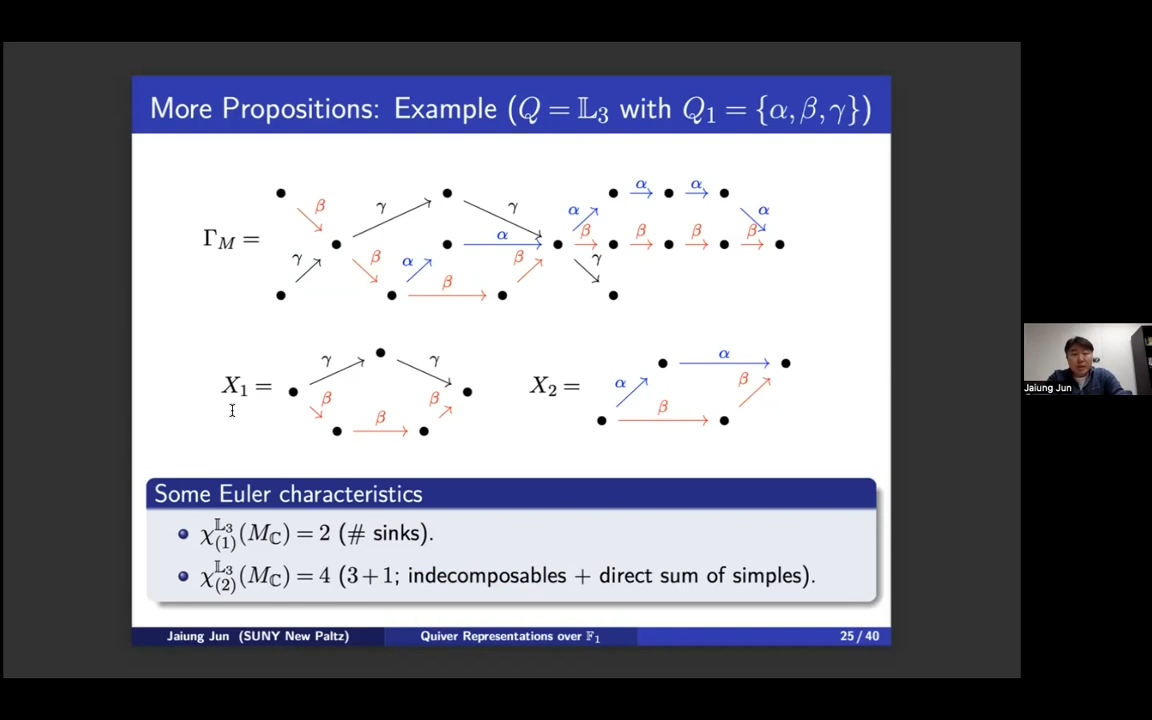 More Propositions: Example (Q = 𝕃₃ with Q₁ = {α, β, γ})
α α
β γ γ α α
Γ_M = α β β β β
γ β α β γ
β
γ γ α
X₁ = β β X₂ = α β
β β
Some Euler characteristics
χ^{𝕃₃}_{(1)}(M_ℂ) = 2 (# sinks).
χ^{𝕃₃}_{(2)}(M_ℂ) = 4 (3+1; indecomposables + direct sum of simples).
Jaiung Jun (SUNY New Paltz) Quiver Representations over 𝔽₁ 25 / 40
Jaiung Jun